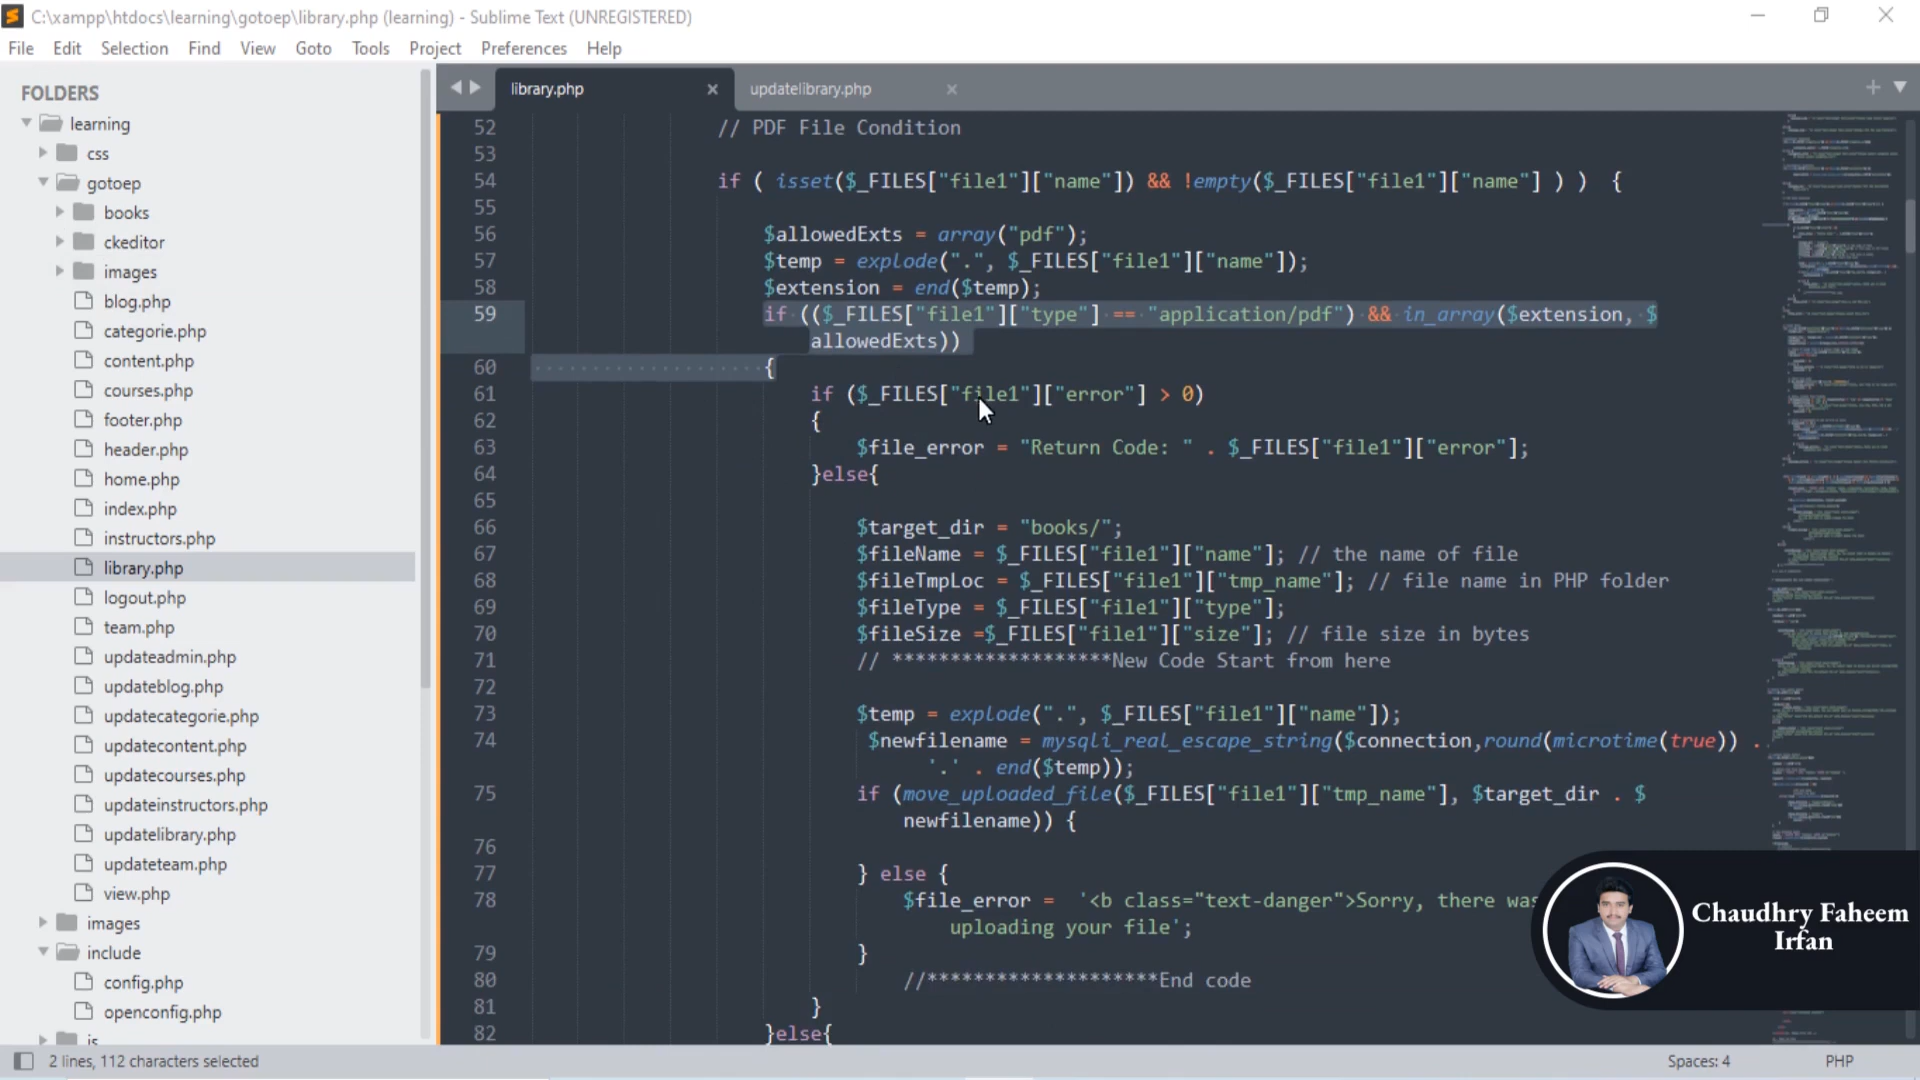 C:\xampp\htdocs\learning\gotoep\library.php (learning) - Sublime Text (UNREGISTERED)
File Edit Selection Find View Goto Tools Project Preferences Help
FOLDERS
learning
css
gotoep
books
ckeditor
images
blog.php
categorie.php
content.php
courses.php
footer.php
header.php
home.php
index.php
instructors.php
library.php
logout.php
team.php
updateadmin.php
updateblog.php
updatecategorie.php
updatecontent.php
updatecourses.php
updateinstructors.php
updatelibrary.php
updateteam.php
view.php
images
include
config.php
openconfig.php
js
library.php updatelibrary.php
52 // PDF File Condition
53
54 if ( isset($_FILES["file1"]["name"]) && !empty($_FILES["file1"]["name"] ) ) {
55
56 $allowedExts = array("pdf");
57 $temp = explode(".", $_FILES["file1"]["name"]);
58 $extension = end($temp);
59 if (($_FILES["file1"]["type"] == "application/pdf") && in_array($extension, $
allowedExts))
60 {
61 if ($_FILES["file1"]["error"] > 0)
62 {
63 $file_error = "Return Code: " . $_FILES["file1"]["error"];
64 }else{
65
66 $target_dir = "books/";
67 $fileName = $_FILES["file1"]["name"]; // the name of file
68 $fileTmpLoc = $_FILES["file1"]["tmp_name"]; // file name in PHP folder
69 $fileType = $_FILES["file1"]["type"];
70 $fileSize =$_FILES["file1"]["size"]; // file size in bytes
71 // *******************New Code Start from here
72
73 $temp = explode(".", $_FILES["file1"]["name"]);
74 $newfilename = mysqli_real_escape_string($connection,round(microtime(true)) .
'.' . end($temp));
75 if (move_uploaded_file($_FILES["file1"]["tmp_name"], $target_dir . $
newfilename)) {
76
77 } else {
78 $file_error = '<b class="text-danger">Sorry, there was
uploading your file';
79 }
80 //********************End code
81 }
82 }else{
Chaudhry Faheem
Irfan
2 lines, 112 characters selected
Spaces: 4 PHP